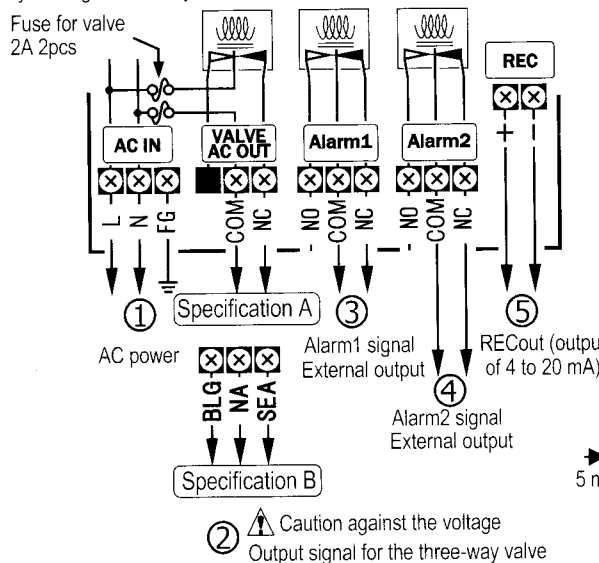 Fuse for valve
2A 2pcs
REC
AC IN
VALVE
AC OUT
Alarm1
Alarm2
+ −
L N FG COM NC NO COM NC NO COM NC
Specification A
① ③ ⑤
AC power
Alarm1 signal
External output
RECout (outpu
of 4 to 20 mA)
BLG NA SEA
④
Alarm2 signal
External output
Specification B
5 m
② Caution against the voltage
Output signal for the three-way valve